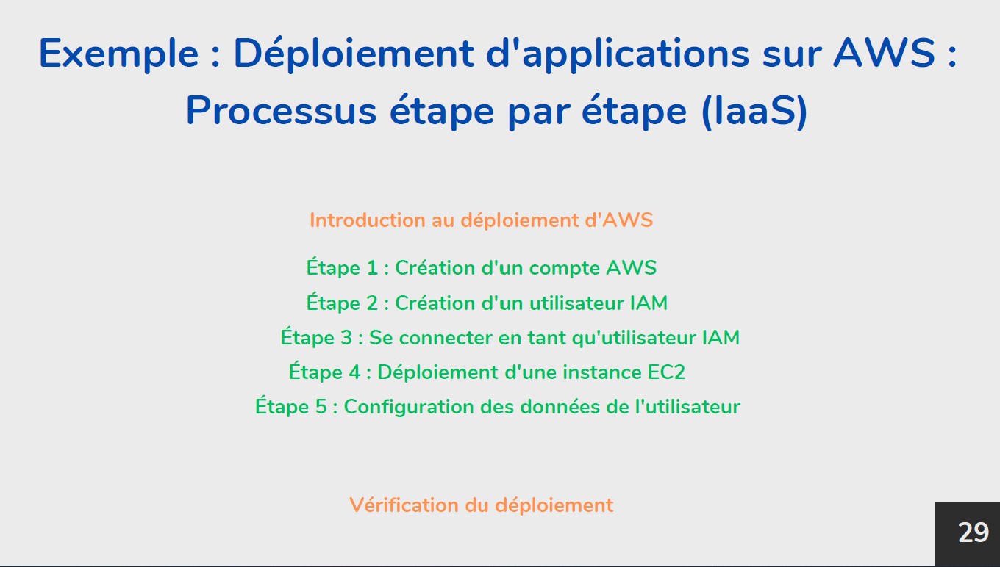 Exemple : Déploiement d'applications sur AWS :
Processus étape par étape (IaaS)
Introduction au déploiement d'AWS
Étape 1 : Création d'un compte AWS
Étape 2 : Création d'un utilisateur IAM
Étape 3 : Se connecter en tant qu'utilisateur IAM
Étape 4 : Déploiement d'une instance EC2
Étape 5 : Configuration des données de l'utilisateur
Vérification du déploiement
29